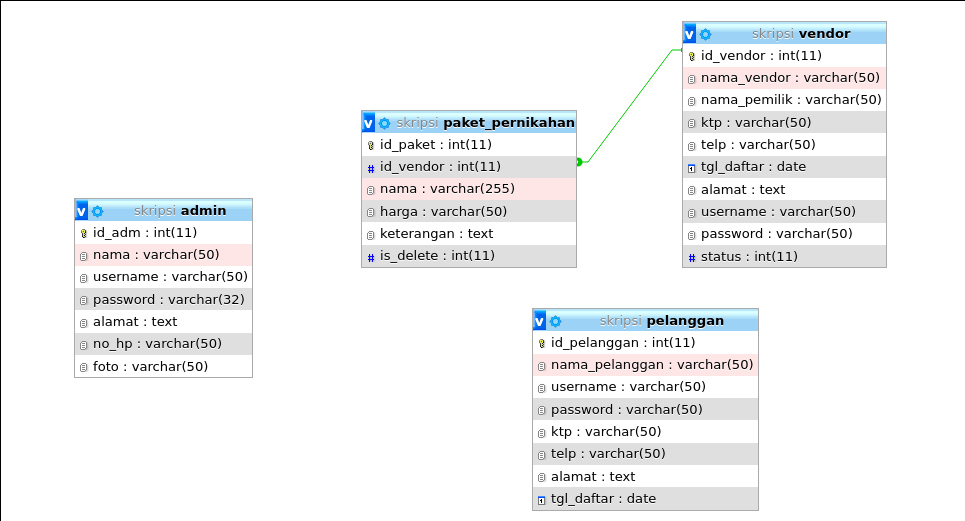 v skripsi admin
id_adm : int(11)
nama : varchar(50)
username : varchar(50)
password : varchar(32)
alamat : text
no_hp : varchar(50)
foto : varchar(50)
v skripsi paket_pernikahan
id_paket : int(11)
# id_vendor : int(11)
nama : varchar(255)
harga : varchar(50)
keterangan : text
# is_delete : int(11)
v skripsi vendor
id_vendor : int(11)
nama_vendor : varchar(50)
nama_pemilik : varchar(50)
ktp : varchar(50)
telp : varchar(50)
tgl_daftar : date
alamat : text
username : varchar(50)
password : varchar(50)
# status : int(11)
v skripsi pelanggan
id_pelanggan : int(11)
nama_pelanggan : varchar(50)
username : varchar(50)
password : varchar(50)
ktp : varchar(50)
telp : varchar(50)
alamat : text
tgl_daftar : date